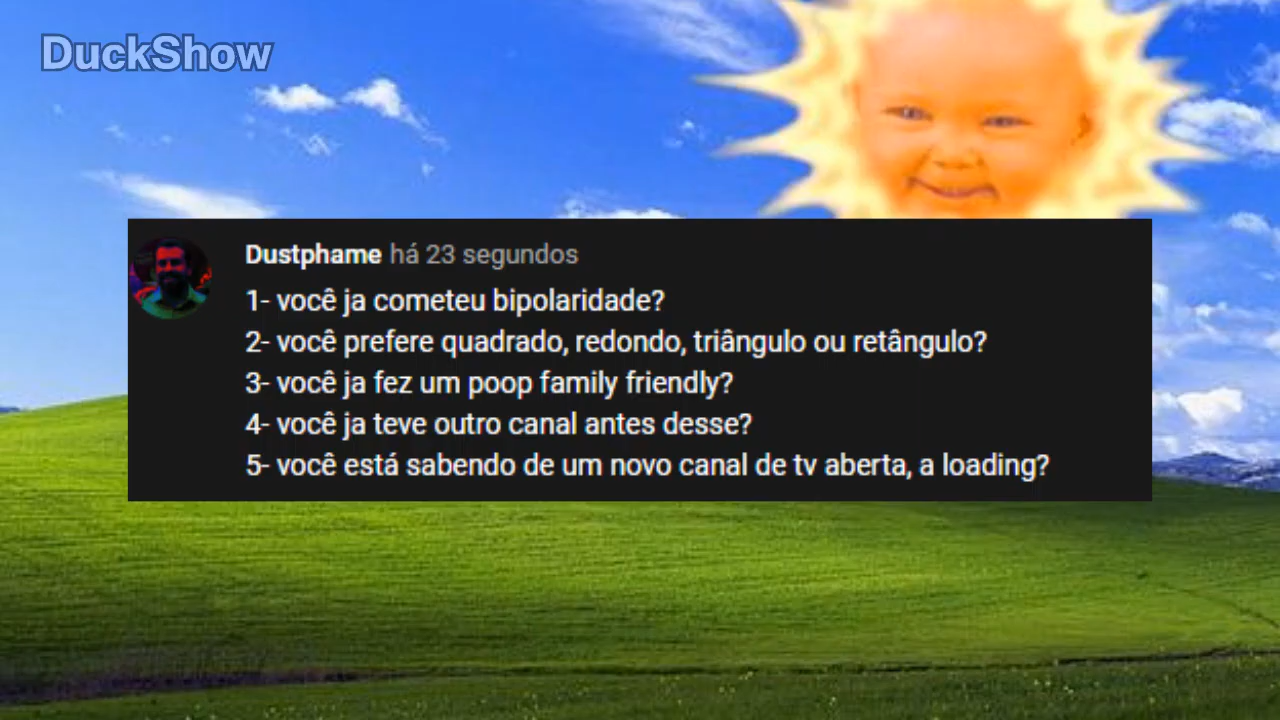 DuckShow
Dustphame há 23 segundos
1- você ja cometeu bipolaridade?
2- você prefere quadrado, redondo, triângulo ou retângulo?
3- você ja fez um poop family friendly?
4- você ja teve outro canal antes desse?
5- você está sabendo de um novo canal de tv aberta, a loading?